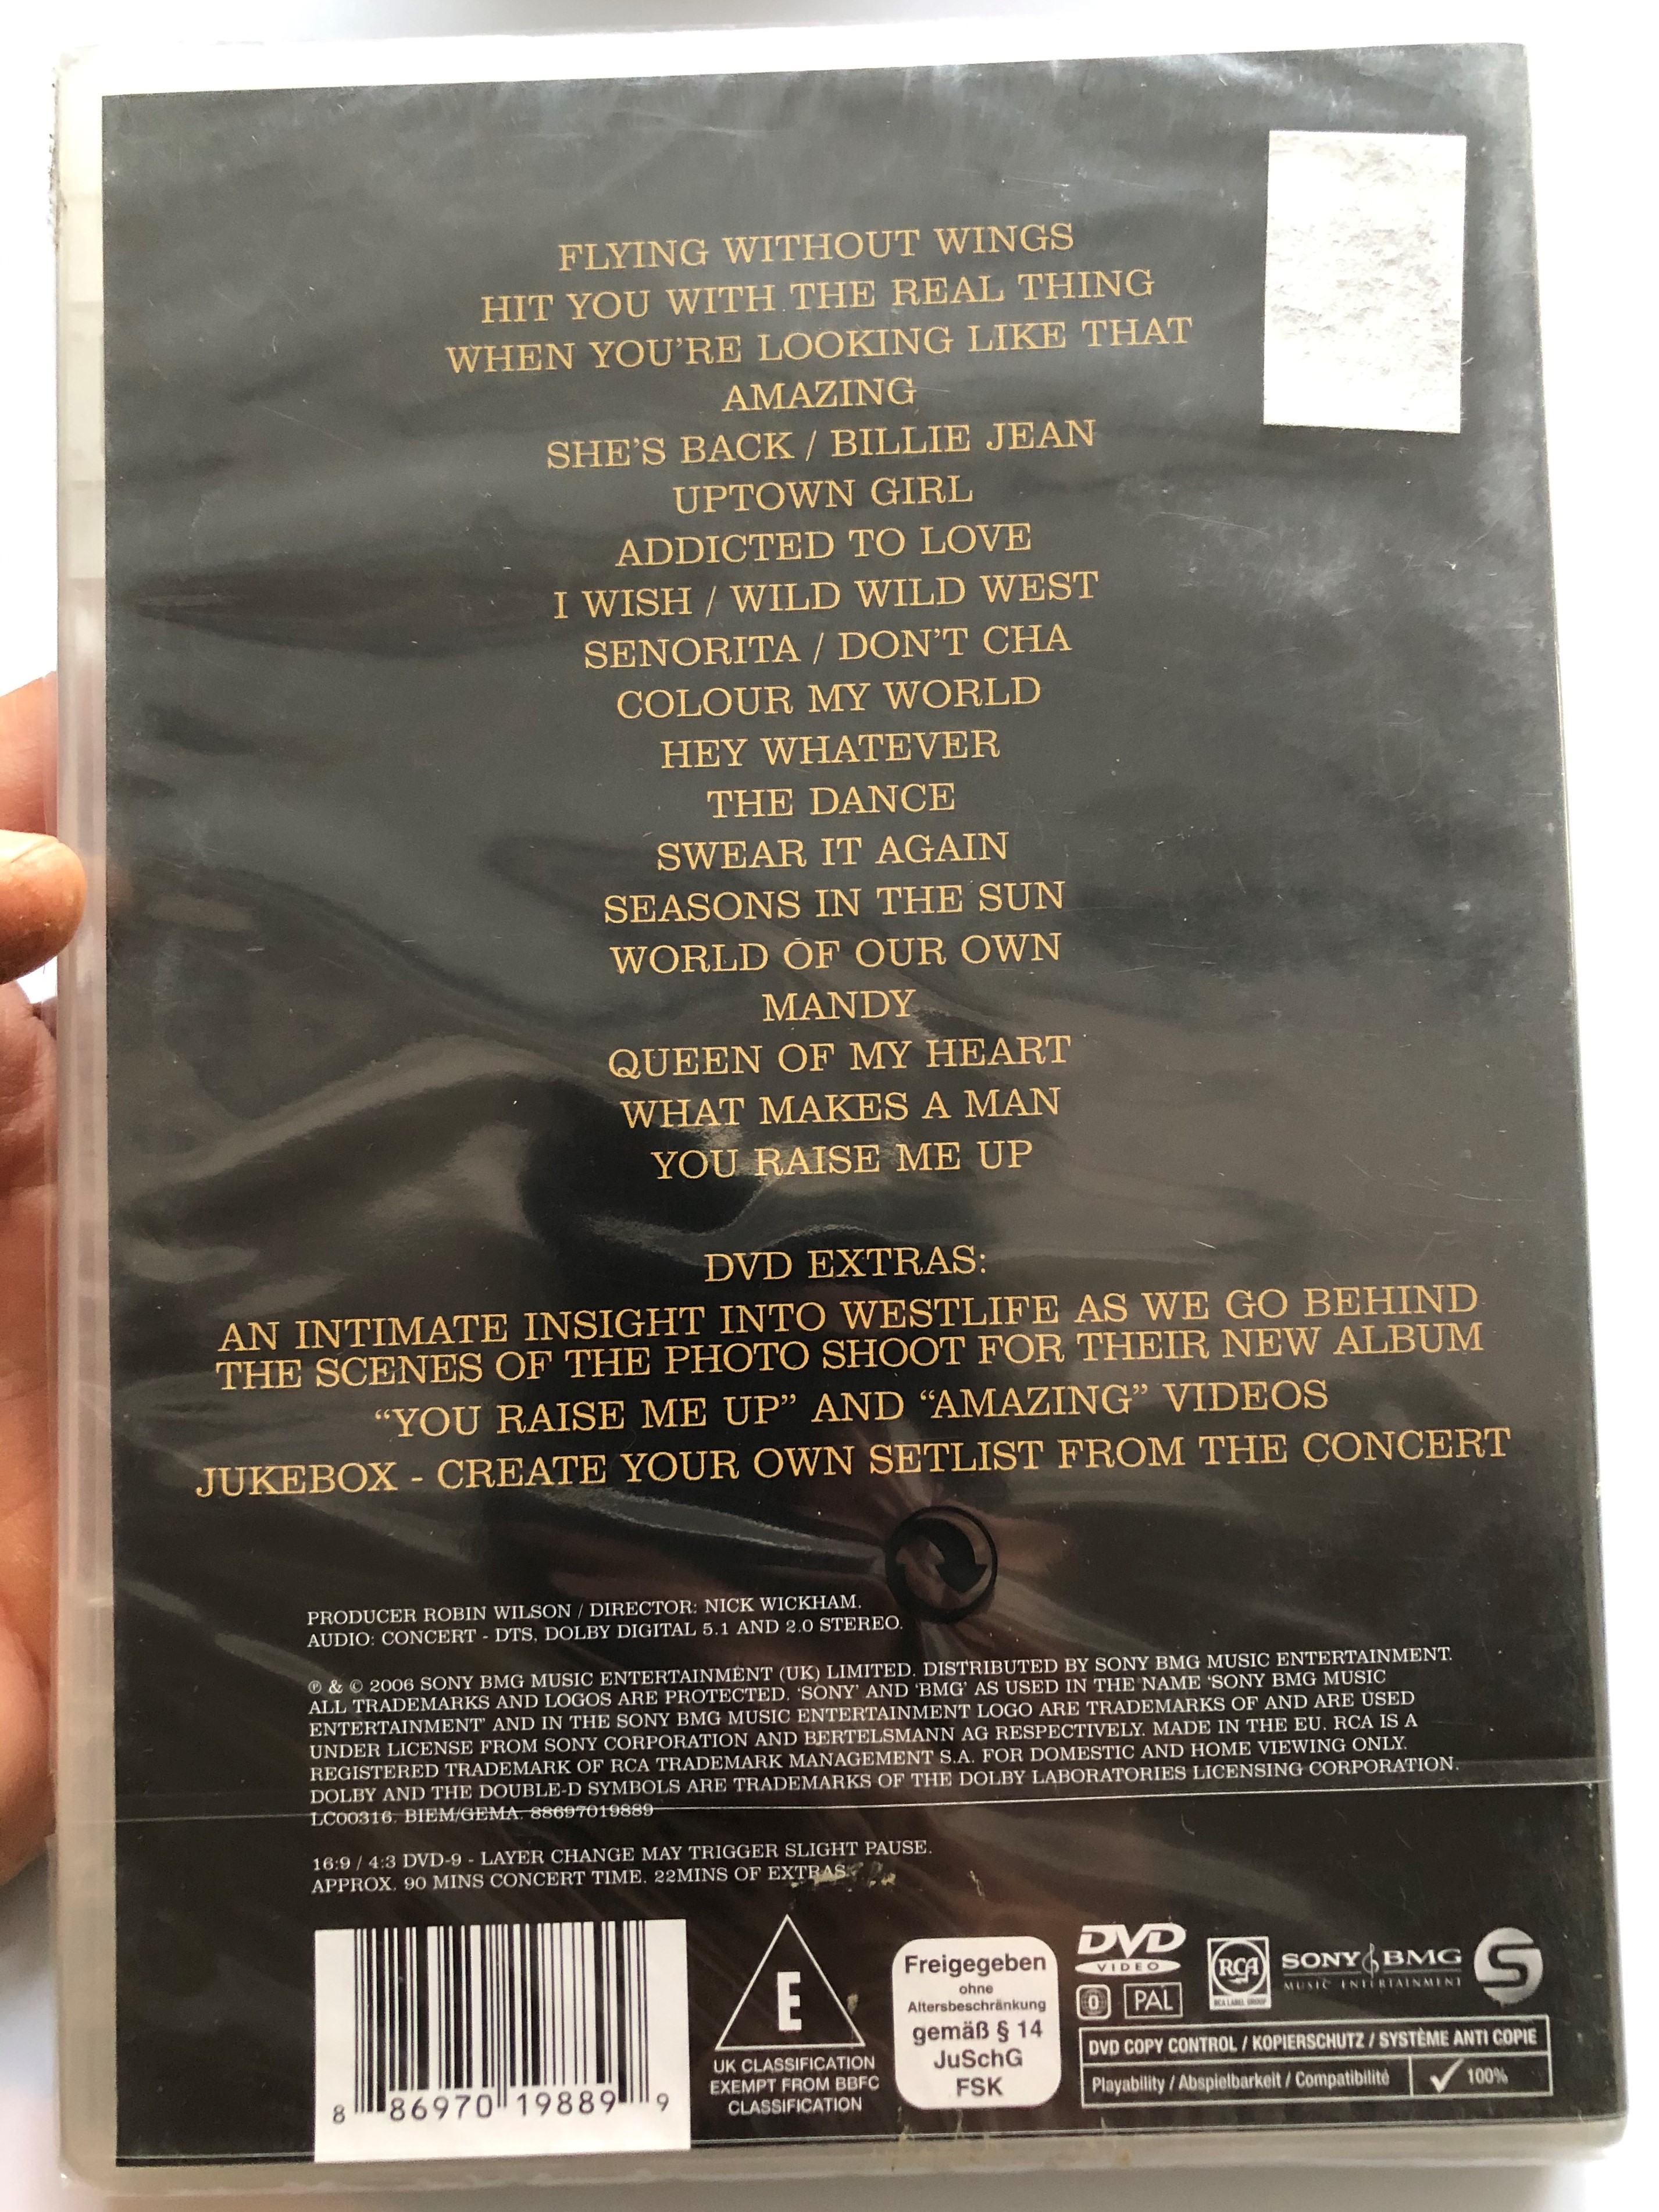 FLYING WITHOUT WINGS
HIT YOU WITH THE REAL THING
WHEN YOU'RE LOOKING LIKE THAT
AMAZING
SHE'S BACK / BILLIE JEAN
UPTOWN GIRL
ADDICTED TO LOVE
I WISH / WILD WILD WEST
SENORITA / DON'T CHA
COLOUR MY WORLD
HEY WHATEVER
THE DANCE
SWEAR IT AGAIN
SEASONS IN THE SUN
WORLD OF OUR OWN
MANDY
QUEEN OF MY HEART
WHAT MAKES A MAN
YOU RAISE ME UP
DVD EXTRAS:
AN INTIMATE INSIGHT INTO WESTLIFE AS WE GO BEHIND
THE SCENES OF THE PHOTO SHOOT FOR THEIR NEW ALBUM
“YOU RAISE ME UP” AND “AMAZING” VIDEOS
JUKEBOX - CREATE YOUR OWN SETLIST FROM THE CONCERT
PRODUCER ROBIN WILSON / DIRECTOR: NICK WICKHAM.
AUDIO: CONCERT - DTS, DOLBY DIGITAL 5.1 AND 2.0 STEREO.
℗ & © 2006 SONY BMG MUSIC ENTERTAINMENT (UK) LIMITED. DISTRIBUTED BY SONY BMG MUSIC ENTERTAINMENT.
ALL TRADEMARKS AND LOGOS ARE PROTECTED. 'SONY' AND 'BMG' AS USED IN THE NAME 'SONY BMG MUSIC
ENTERTAINMENT' AND IN THE SONY BMG MUSIC ENTERTAINMENT LOGO ARE TRADEMARKS OF AND ARE USED
UNDER LICENSE FROM SONY CORPORATION AND BERTELSMANN AG RESPECTIVELY. MADE IN THE EU. RCA IS A
REGISTERED TRADEMARK OF RCA TRADEMARK MANAGEMENT S.A. FOR DOMESTIC AND HOME VIEWING ONLY.
DOLBY AND THE DOUBLE-D SYMBOLS ARE TRADEMARKS OF THE DOLBY LABORATORIES LICENSING CORPORATION.
LC00316. BIEM/GEMA. 88697019889
16:9 / 4:3 DVD-9 - LAYER CHANGE MAY TRIGGER SLIGHT PAUSE.
APPROX. 90 MINS CONCERT TIME. 22MINS OF EXTRAS.
8 86970 19889 9
E
UK CLASSIFICATION
EXEMPT FROM BBFC
CLASSIFICATION
Freigegeben
ohne
Altersbeschränkung
gemäß § 14
JuSchG
FSK
DVD
VIDEO
0 PAL
RCA
RCA LABEL GROUP
SONY BMG
MUSIC ENTERTAINMENT
S
DVD COPY CONTROL / KOPIERSCHUTZ / SYSTÈME ANTI COPIE
Playability / Abspielbarkeit / Compatibilité 100%